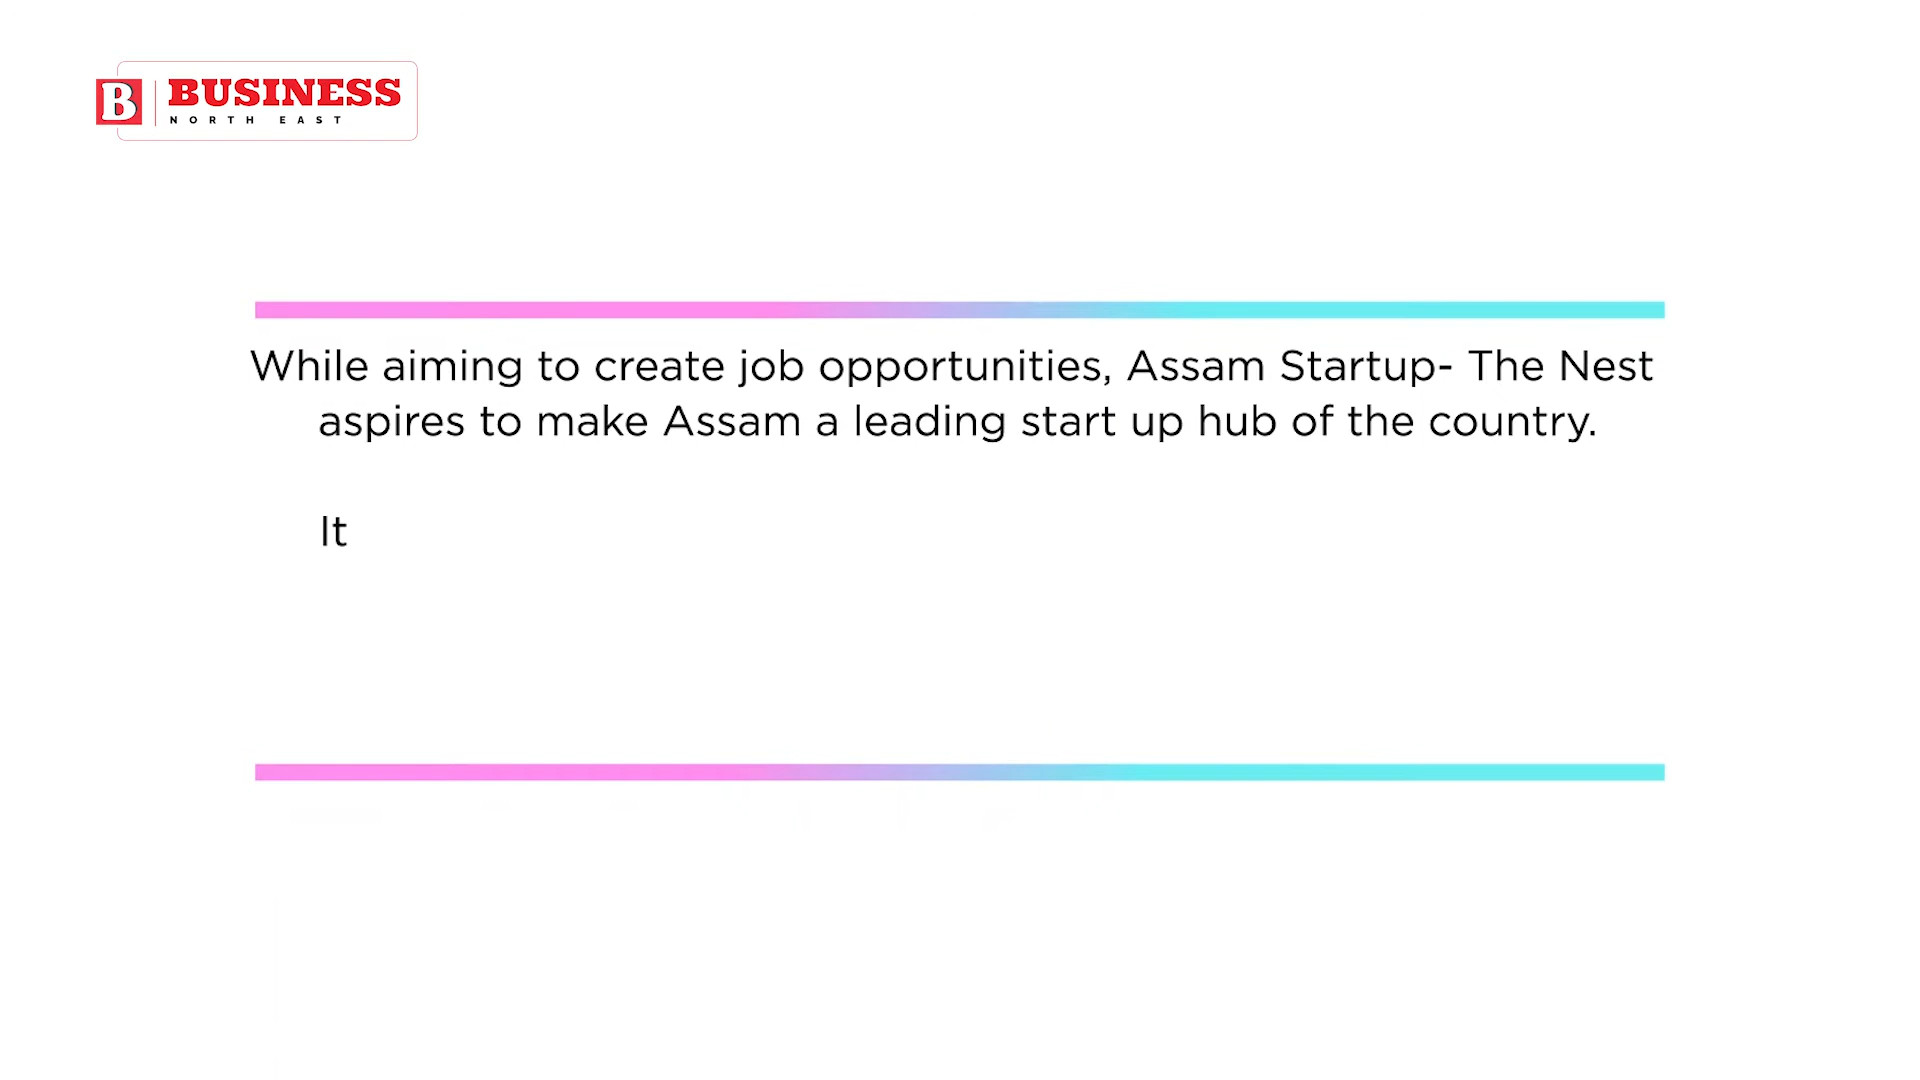 B
BUSINESS
NORTH EAST
While aiming to create job opportunities, Assam Startup- The Nest
aspires to make Assam a leading start up hub of the country.
It